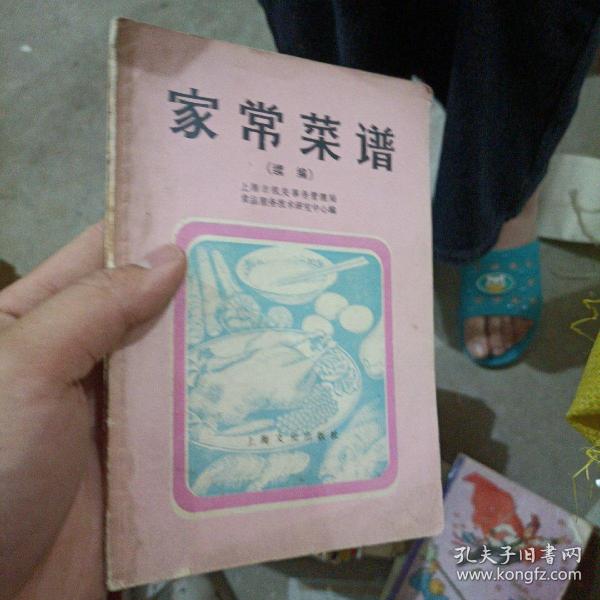 家常菜谱
（续编）
上海市机关事务管理局
食品服务技术研究中心编
上海文化出版社
孔夫子旧书网
www.kongfz.com